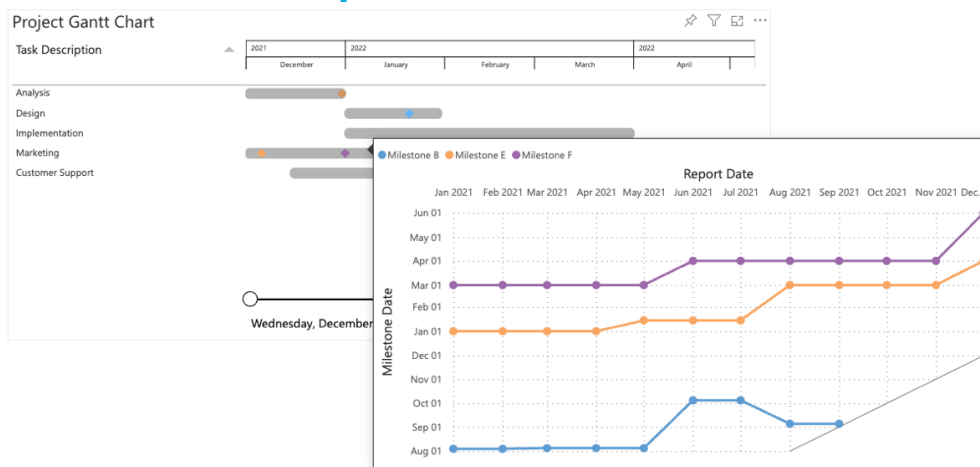 Project Gantt Chart
Task Description
2021 2022 2022
December January February March April
Analysis
Design
Implementation
Marketing
Customer Support
Wednesday, December
Milestone B Milestone E Milestone F
Report Date
Jan 2021 Feb 2021 Mar 2021 Apr 2021 May 2021 Jun 2021 Jul 2021 Aug 2021 Sep 2021 Oct 2021 Nov 2021 Dec.
Milestone Date
Jun 01
May 01
Apr 01
Mar 01
Feb 01
Jan 01
Dec 01
Nov 01
Oct 01
Sep 01
Aug 01